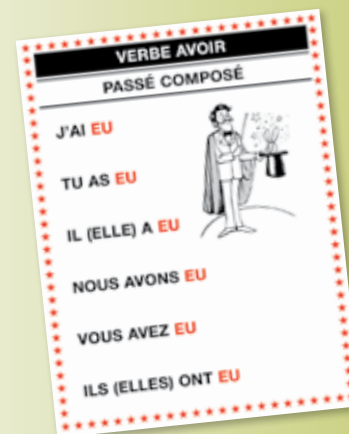 VERBE AVOIR
PASSÉ COMPOSÉ
J'AI EU
TU AS EU
IL (ELLE) A EU
NOUS AVONS EU
VOUS AVEZ EU
ILS (ELLES) ONT EU